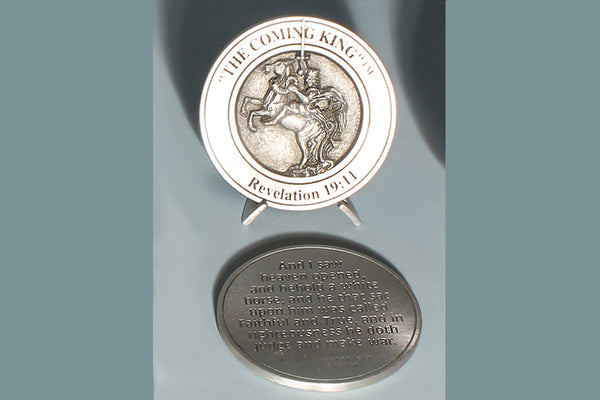 "THE COMING KING"™
Revelation 19:11
And I saw
heaven opened,
and behold a white
horse; and he that sat
upon him was called
Faithful and True, and in
righteousness he doth
judge and make war.